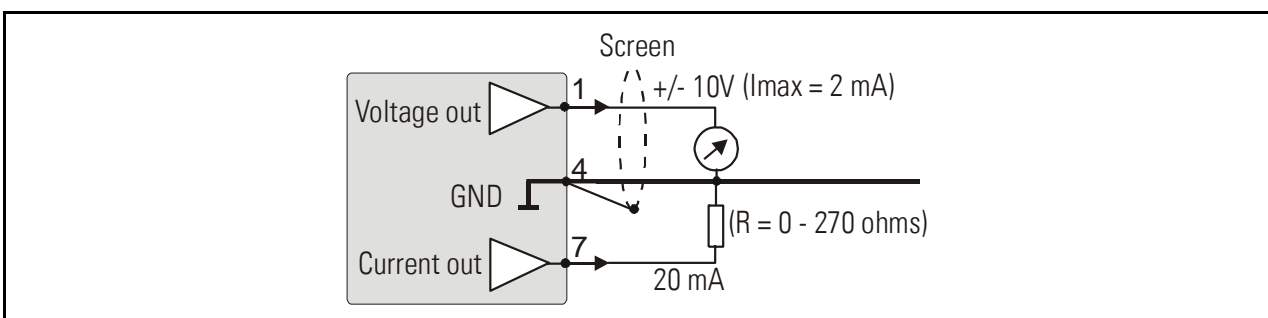 Screen
1
+/- 10V (Imax = 2 mA)
Voltage out
4
GND
(R = 0 - 270 ohms)
7
Current out
20 mA